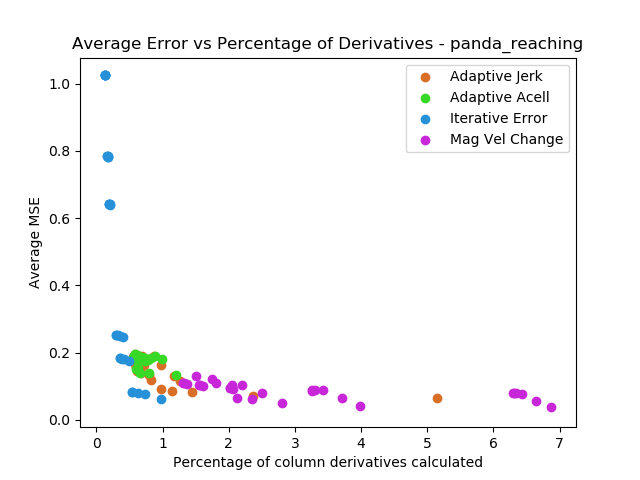 Average Error vs Percentage of Derivatives - panda_reaching
Adaptive Jerk
Adaptive Acell
Iterative Error
Mag Vel Change
1.0
0.8
0.6
0.4
0.2
0.0
Average MSE
0 1 2 3 4 5 6 7
Percentage of column derivatives calculated